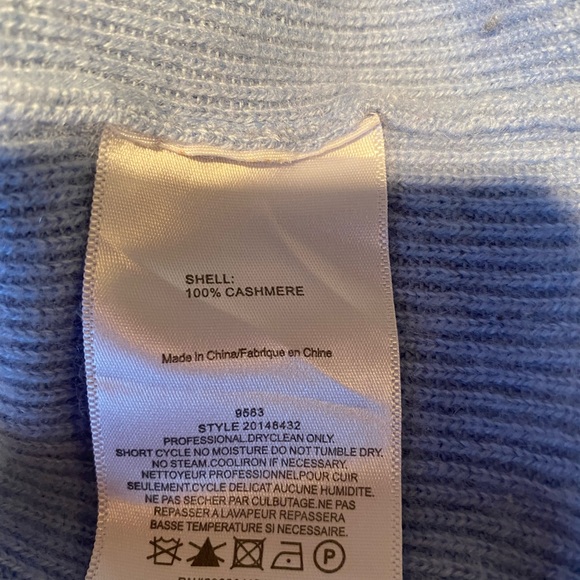 SHELL:
100% CASHMERE
Made in China/Fabrique en Chine
9563
STYLE 20148432
PROFESSIONAL.DRYCLEAN ONLY.
SHORT CYCLE NO MOISTURE DO NOT TUMBLE DRY.
NO STEAM.COOLIRON IF NECESSARY.
NETTOYEUR PROFESSIONNELPOUR CUIR
SEULEMENT.CYCLE DELICAT AUCUNE HUMIDITE.
NE PAS SECHER PAR CULBUTAGE.NE PAS
REPASSER A LAVAPEUR REPASSERA
BASSE TEMPERATURE SI NECESSAIRE.
P